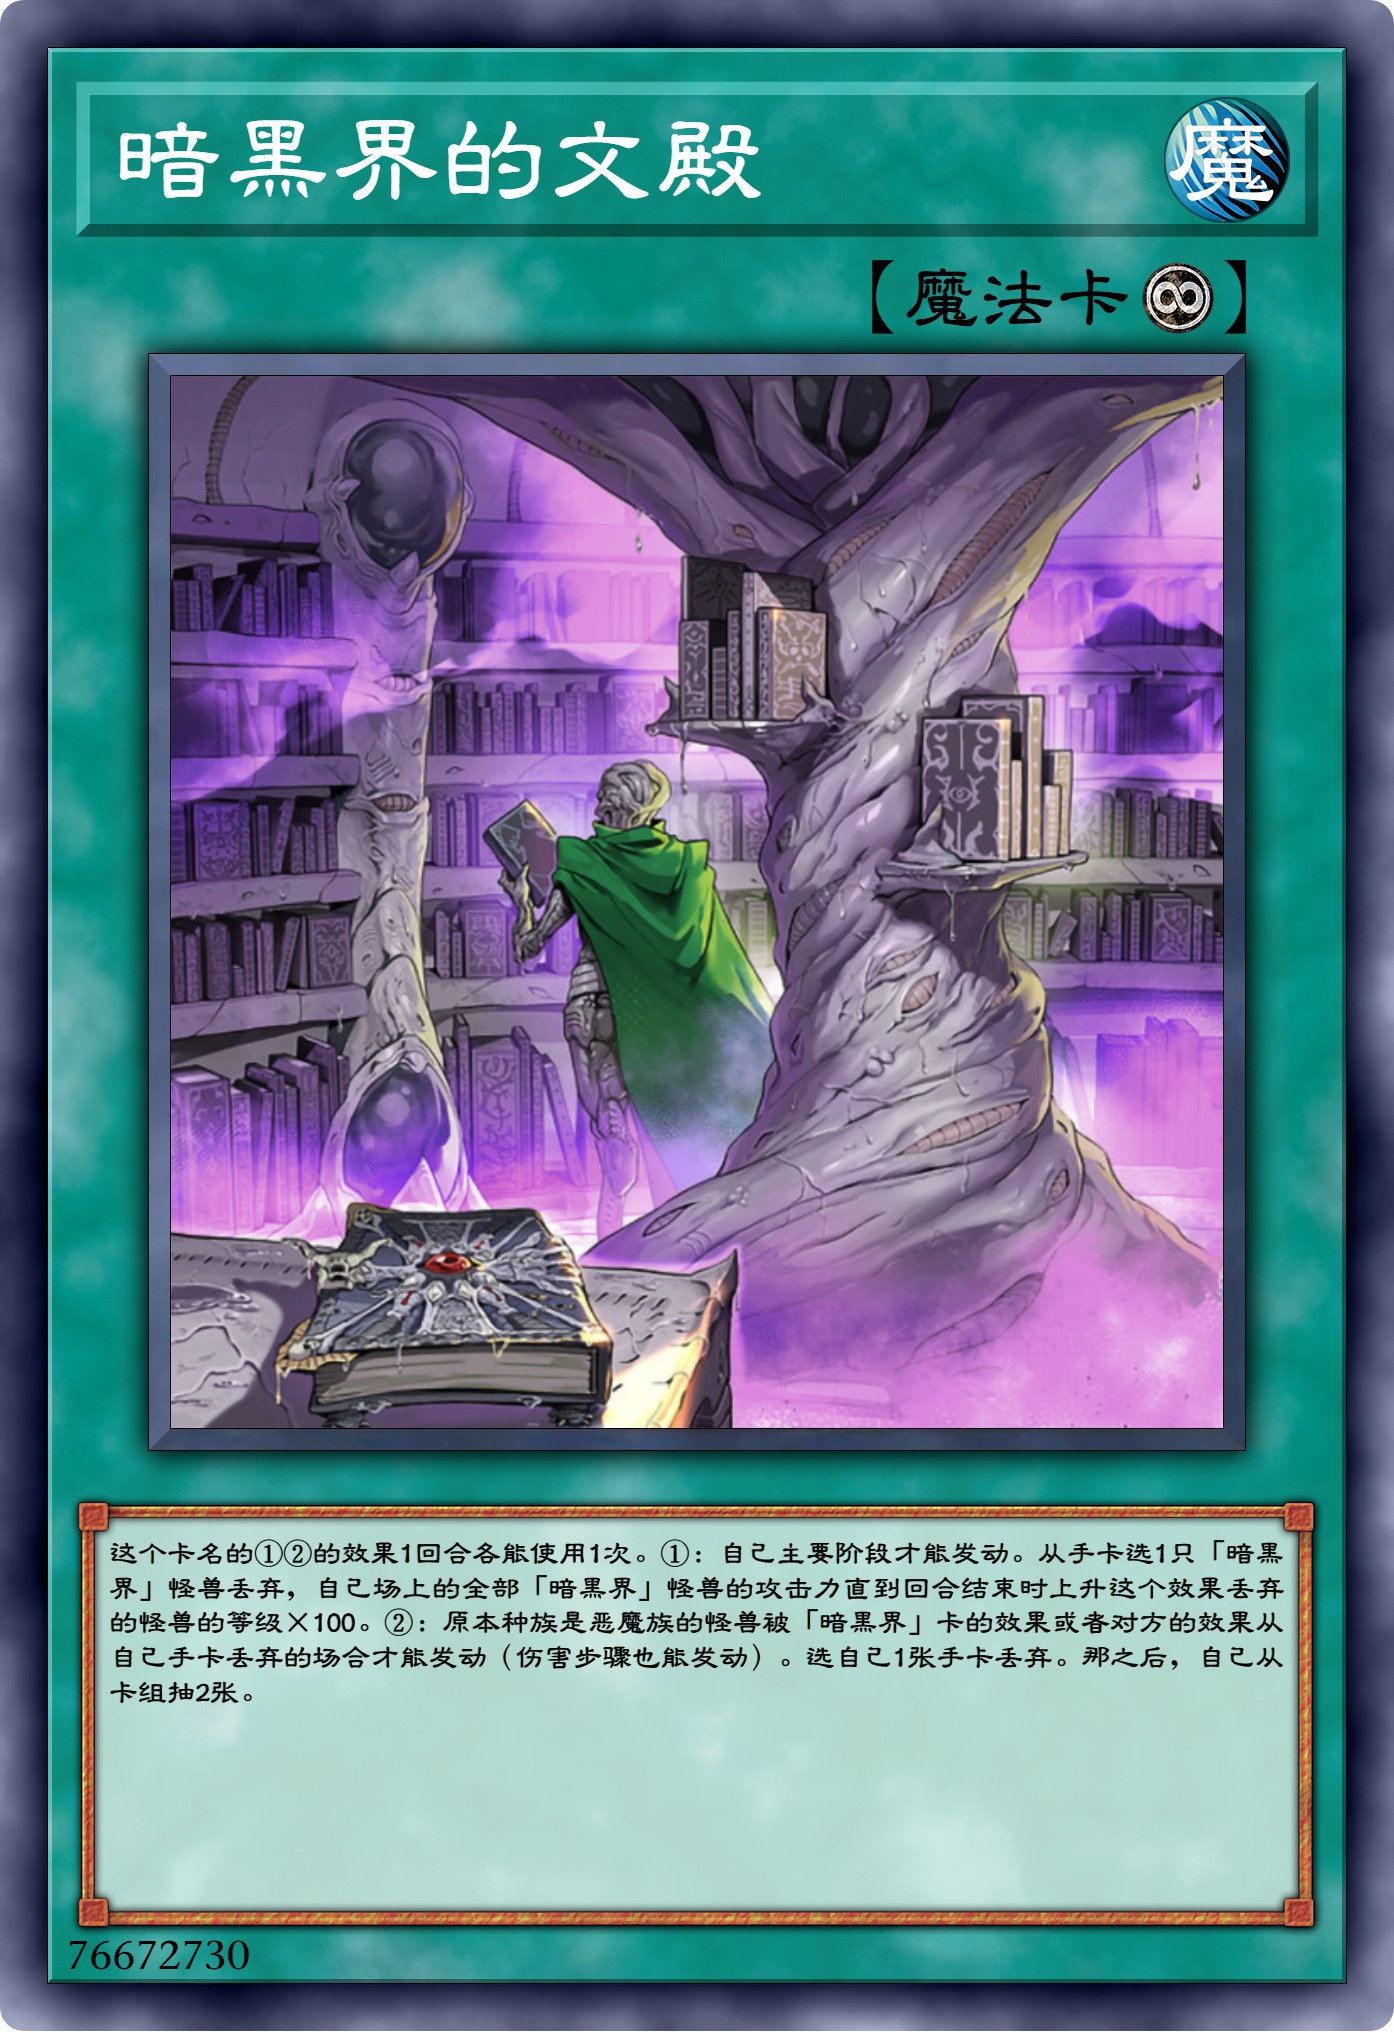 暗黑界的文殿
魔
【魔法卡】
这个卡名的①②的效果1回合各能使用1次。①：自己主要阶段才能发动。从手卡选1只「暗黑
界」怪兽丢弃，自己场上的全部「暗黑界」怪兽的攻击力直到回合结束时上升这个效果丢弃
的怪兽的等级×100。②：原本种族是恶魔族的怪兽被「暗黑界」卡的效果或者对方的效果从
自己手卡丢弃的场合才能发动（伤害步骤也能发动）。选自己1张手卡丢弃。那之后，自己从
卡组抽2张。
76672730